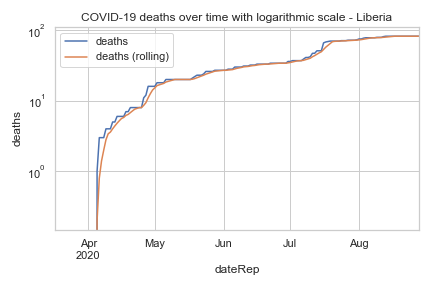 COVID-19 deaths over time with logarithmic scale - Liberia
deaths
deaths (rolling)
10²
10¹
10⁰
deaths
Apr
2020
May
Jun
Jul
Aug
dateRep